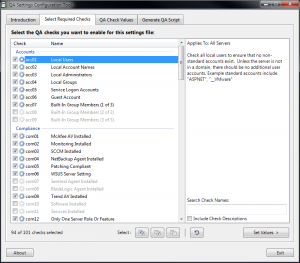 QA Settings Configuration Tool
Introduction
Select Required Checks
QA Check Values
Generate QA Script
Select the QA checks you want to enable for this settings file:
Check Name
Accounts
acc01 Local Users
acc02 Local Account Names
acc03 Local Administrators
acc04 Local Groups
acc05 Service Logon Accounts
acc06 Guest Account
acc07 Built-In Group Members (1 of 3)
acc08 Built-In Group Members (2 of 3)
acc09 Built-In Group Members (3 of 3)
Compliance
com01 McAfee AV Installed
com02 Monitoring Installed
com03 SCCM Installed
com04 NetBackup Agent Installed
com05 Patching Compliant
com06 WSUS Server Setting
com07
com08
com09 Trend AV Installed
com10 Installed
com11 Installed
com12 Only One Server Role Or Feature
Applies To: All Servers
Check all local users to ensure that no non-
standard accounts exist. Unless the server is not
in a domain, there should be no additional user
accounts. Example standard accounts include
"ASPNET", "__VMware"
Search Check Names:
Include Check Descriptions
94 of 101 checks selected
Select:
Set Values >
About
Exit